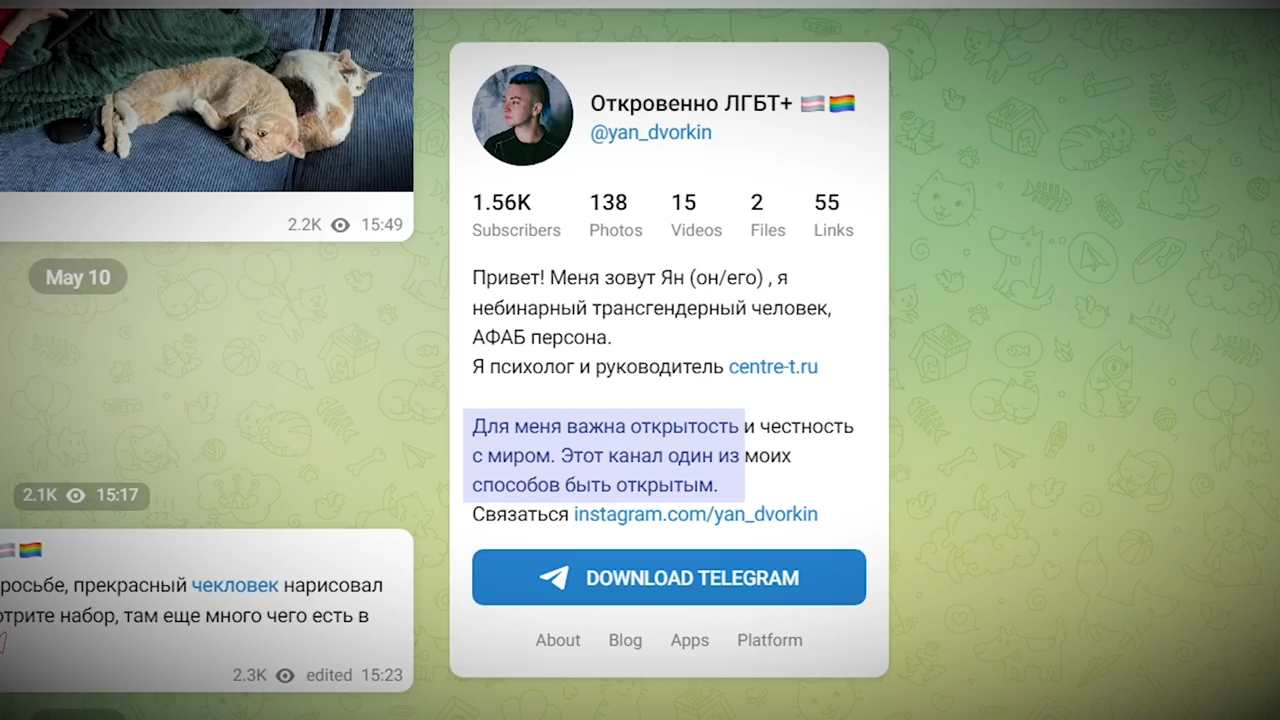 2.2K 15:49
May 10
2.1K 15:17
росьбе, прекрасный чекловек нарисовал
отрите набор, там еще много чего есть в
2.3K edited 15:23
Откровенно ЛГБТ+
@yan_dvorkin
1.56K 138 15 2 55
Subscribers Photos Videos Files Links
Привет! Меня зовут Ян (он/его) , я
небинарный трансгендерный человек,
АФАБ персона.
Я психолог и руководитель centre-t.ru
Для меня важна открытость и честность
с миром. Этот канал один из моих
способов быть открытым.
Связаться instagram.com/yan_dvorkin
DOWNLOAD TELEGRAM
About Blog Apps Platform